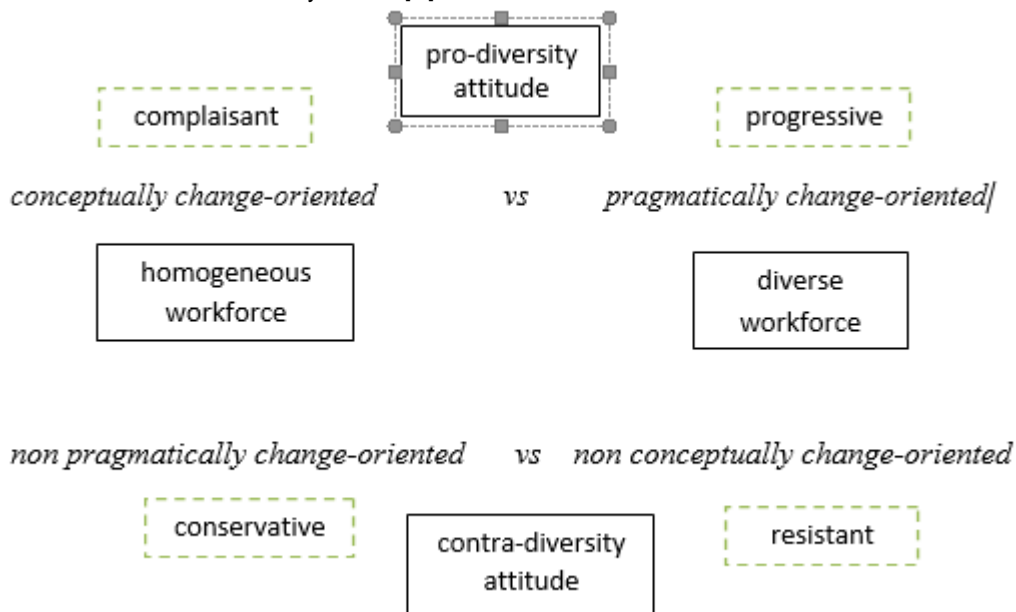 pro-diversity
attitude
complaisant
progressive
conceptually change-oriented vs pragmatically change-oriented
homogeneous
workforce
diverse
workforce
non pragmatically change-oriented vs non conceptually change-oriented
conservative
resistant
contra-diversity
attitude